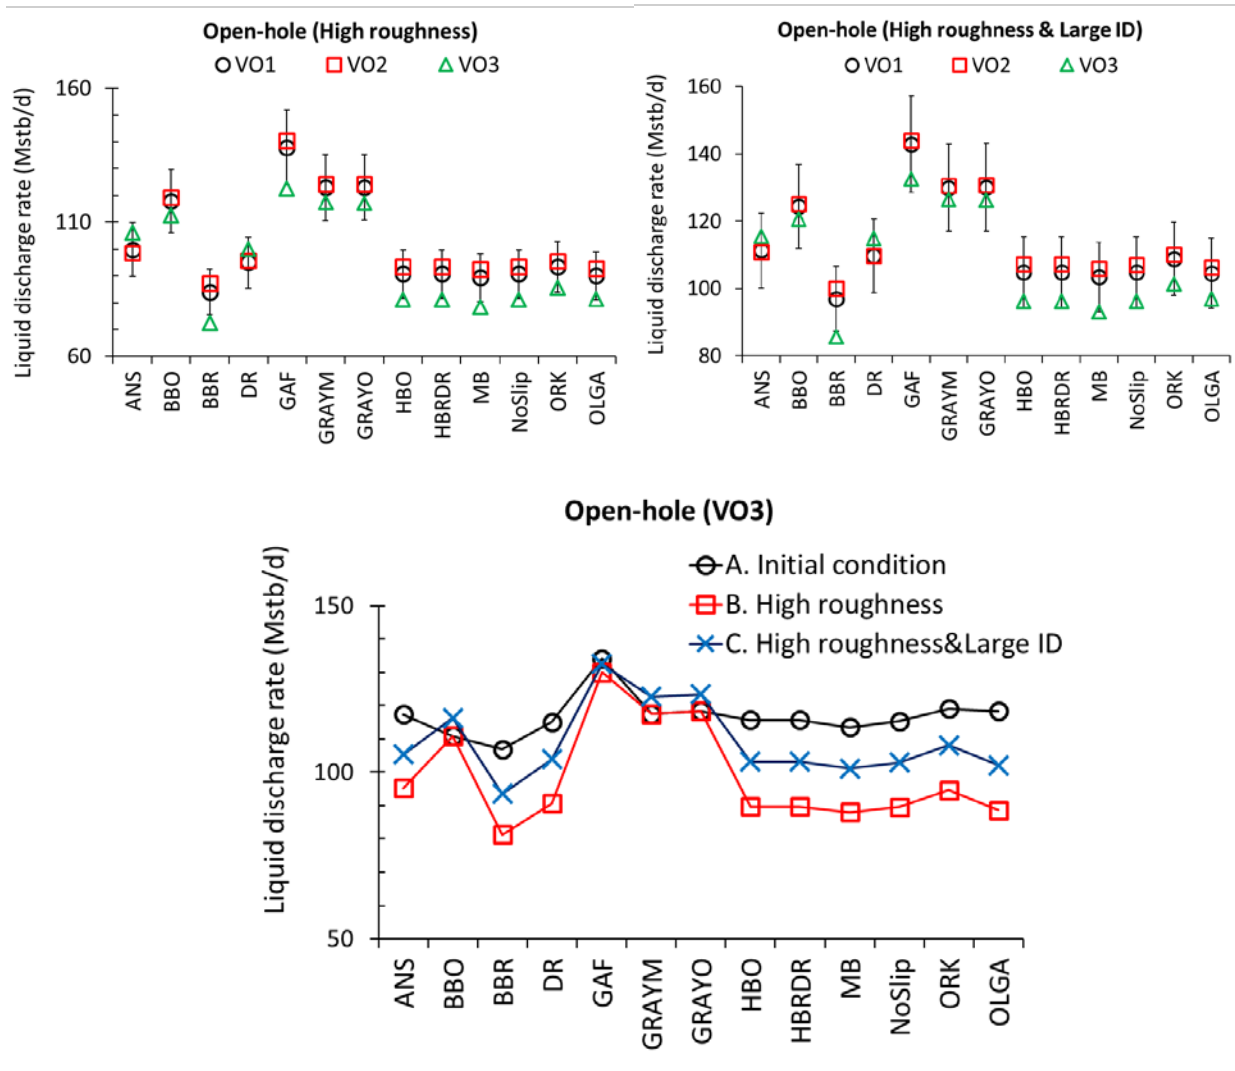 Open-hole (High roughness)
VO1 VO2 VO3
Liquid discharge rate (Mstb/d)
160
110
60
ANS BBO BBR DR GAF GRAYM GRAYO HBO HBRDR MB NoSlip ORK OLGA
Open-hole (High roughness & Large ID)
VO1 VO2 VO3
Liquid discharge rate (Mstb/d)
160
140
120
100
80
ANS BBO BBR DR GAF GRAYM GRAYO HBO HBRDR MB NoSlip ORK OLGA
Open-hole (VO3)
A. Initial condition
B. High roughness
C. High roughness&Large ID
Liquid discharge rate (Mstb/d)
150
100
50
ANS BBO BBR DR GAF GRAYM GRAYO HBO HBRDR MB NoSlip ORK OLGA